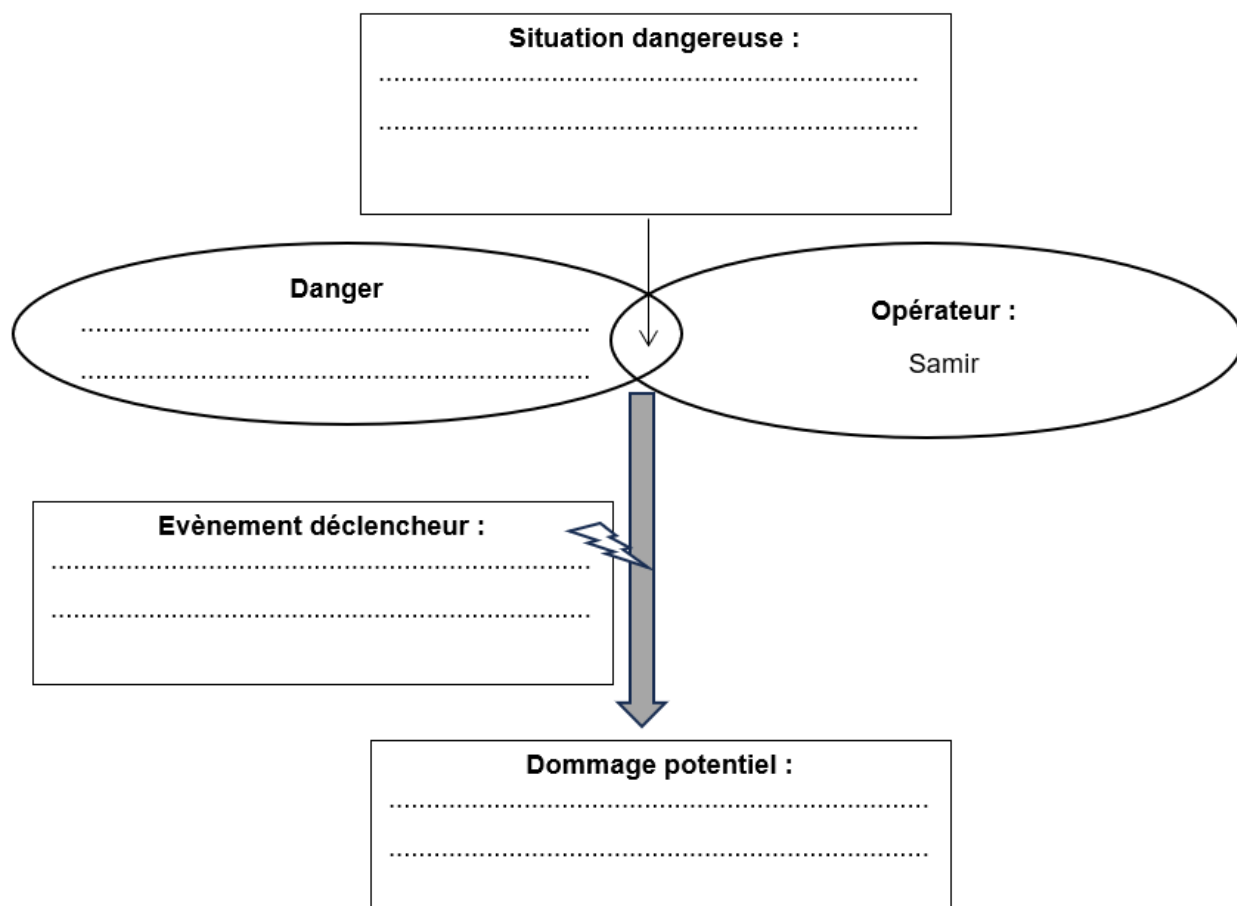 Situation dangereuse :
................................................................................
................................................................................
Danger
................................................................................
................................................................................
Opérateur :
Samir
Evènement déclencheur :
................................................................................
................................................................................
Dommage potentiel :
................................................................................
................................................................................